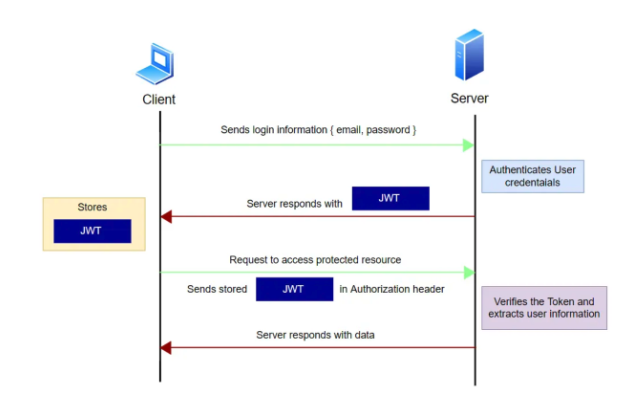 Client
Server
Sends login information { email, password }
Authenticates User
credentaials
Server responds with JWT
Stores
JWT
Request to access protected resource
Sends stored JWT in Authorization header
Verifies the Token and
extracts user information
Server responds with data